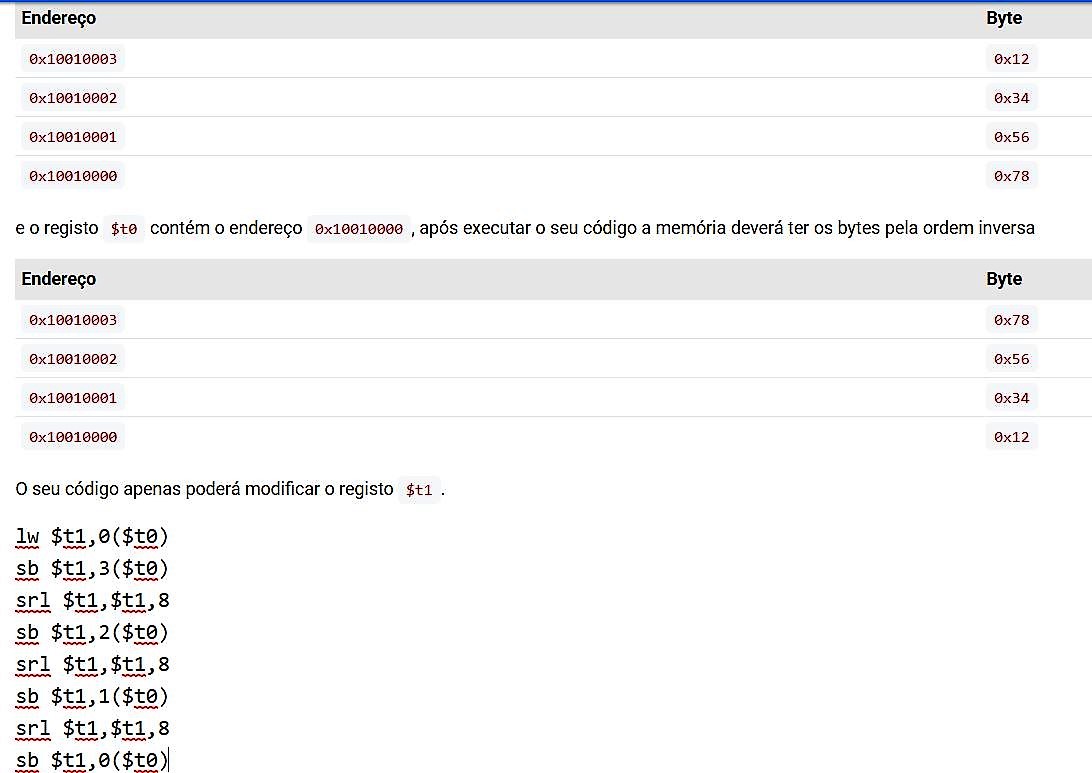 Endereço Byte
0x10010003 0x12
0x10010002 0x34
0x10010001 0x56
0x10010000 0x78
e o registo $t0 contém o endereço 0x10010000 , após executar o seu código a memória deverá ter os bytes pela ordem inversa
Endereço Byte
0x10010003 0x78
0x10010002 0x56
0x10010001 0x34
0x10010000 0x12
O seu código apenas poderá modificar o registo $t1 .
lw $t1,0($t0)
sb $t1,3($t0)
srl $t1,$t1,8
sb $t1,2($t0)
srl $t1,$t1,8
sb $t1,1($t0)
srl $t1,$t1,8
sb $t1,0($t0)